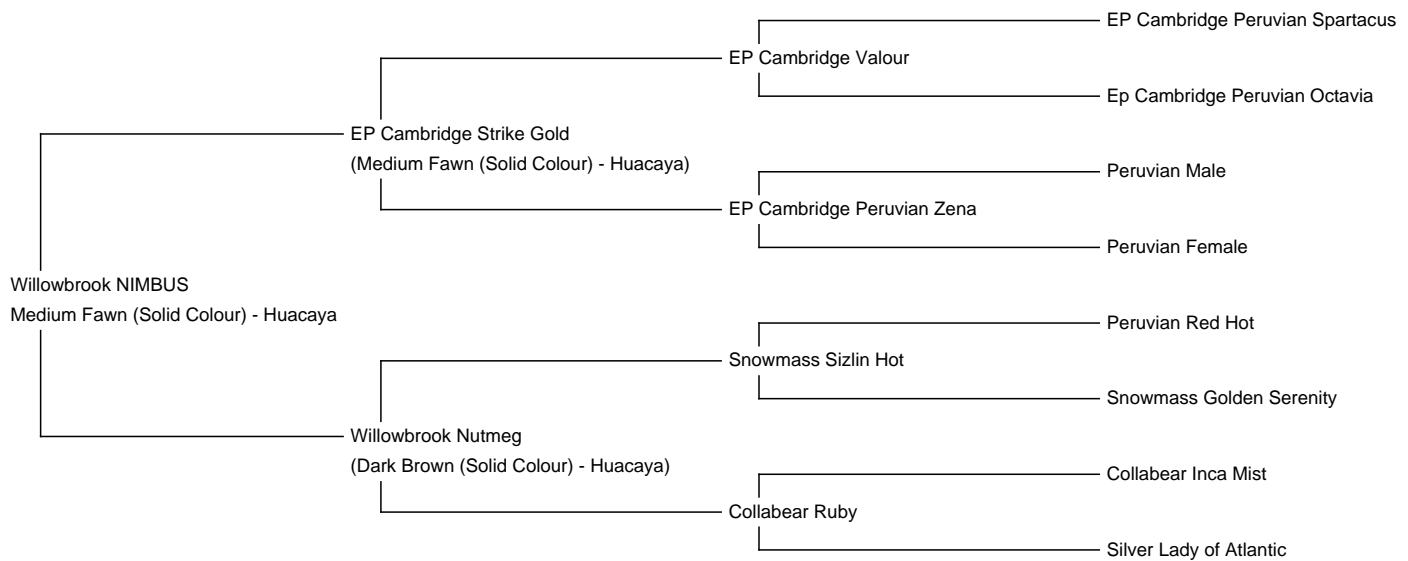 EP Cambridge Peruvian Spartacus
EP Cambridge Valour
Ep Cambridge Peruvian Octavia
EP Cambridge Strike Gold
(Medium Fawn (Solid Colour) - Huacaya)
Peruvian Male
EP Cambridge Peruvian Zena
Peruvian Female
Willowbrook NIMBUS
Medium Fawn (Solid Colour) - Huacaya
Peruvian Red Hot
Snowmass Sizlin Hot
Snowmass Golden Serenity
Willowbrook Nutmeg
(Dark Brown (Solid Colour) - Huacaya)
Collabear Inca Mist
Collabear Ruby
Silver Lady of Atlantic